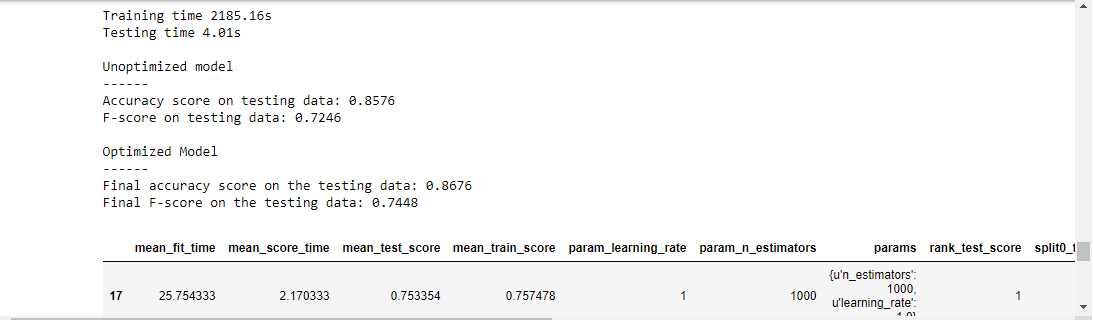 Training time 2185.16s
Testing time 4.01s
Unoptimized model
------
Accuracy score on testing data: 0.8576
F-score on testing data: 0.7246
Optimized Model
------
Final accuracy score on the testing data: 0.8676
Final F-score on the testing data: 0.7448
mean_fit_time mean_score_time mean_test_score mean_train_score param_learning_rate param_n_estimators params rank_test_score split0_t
17 25.754333 2.170333 0.753354 0.757478 1 1000 {u'n_estimators': 1
1000,
u'learning_rate':